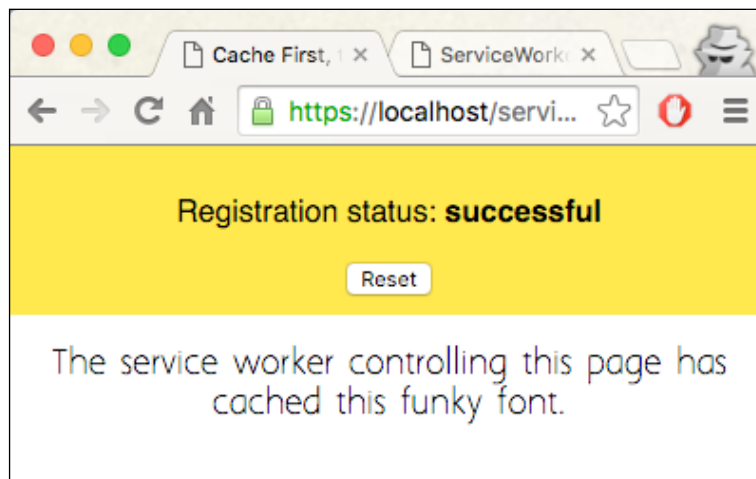 Cache First,
ServiceWork
https://localhost/servi...
Registration status: successful
Reset
The service worker controlling this page has
cached this funky font.